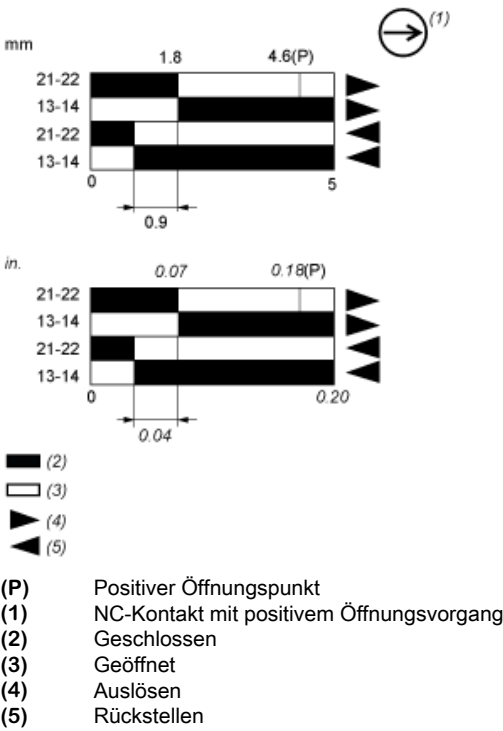 (1)
mm
1.8 4.6(P)
21-22
13-14
21-22
13-14
0 5
0.9
in.
0.07 0.18(P)
21-22
13-14
21-22
13-14
0 0.20
0.04
(2)
(3)
(4)
(5)
(P) Positiver Öffnungspunkt
(1) NC-Kontakt mit positivem Öffnungsvorgang
(2) Geschlossen
(3) Geöffnet
(4) Auslösen
(5) Rückstellen